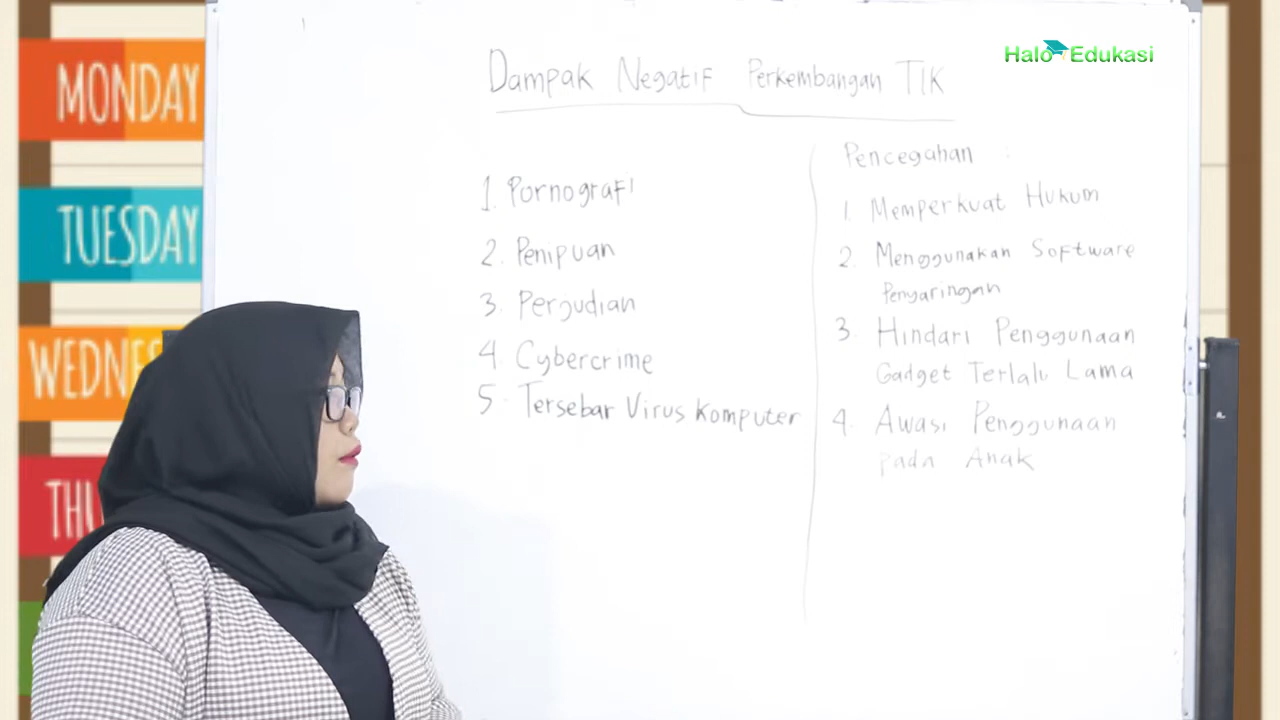 MONDAY
TUESDAY
WEDNE
THU
Halo Edukasi
Dampak Negatif Perkembangan TIK
1. Pornografi
2. Penipuan
3. Perjudian
4. Cybercrime
5. Tersebar Virus Komputer
Pencegahan :
1 Memperkuat Hukum
2. Menggunakan Software
Penyaringan
3. Hindari Penggunaan
Gadget Terlalu Lama
4. Awasi Penggunaan
pada Anak